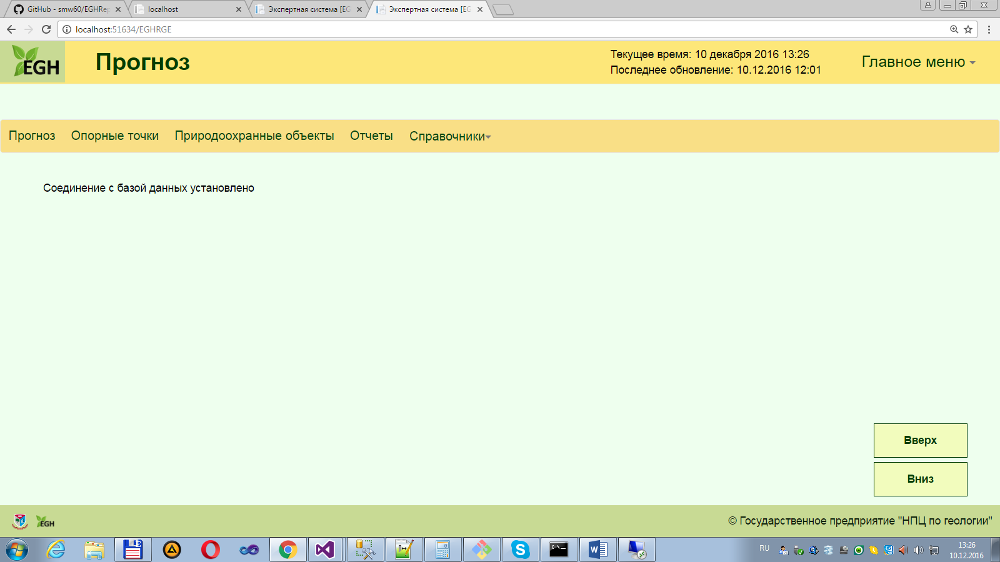 GitHub - smw60/EGHRep
localhost
Экспертная система [EG
Экспертная система [EG
localhost:51634/EGHRGE
EGH
Прогноз
Текущее время: 10 декабря 2016 13:26
Последнее обновление: 10.12.2016 12:01
Главное меню
Прогноз
Опорные точки
Природоохранные объекты
Отчеты
Справочники
Соединение с базой данных установлено
Вверх
Вниз
EGH
© Государственное предприятие "НПЦ по геологии"
RU
13:26
10.12.2016